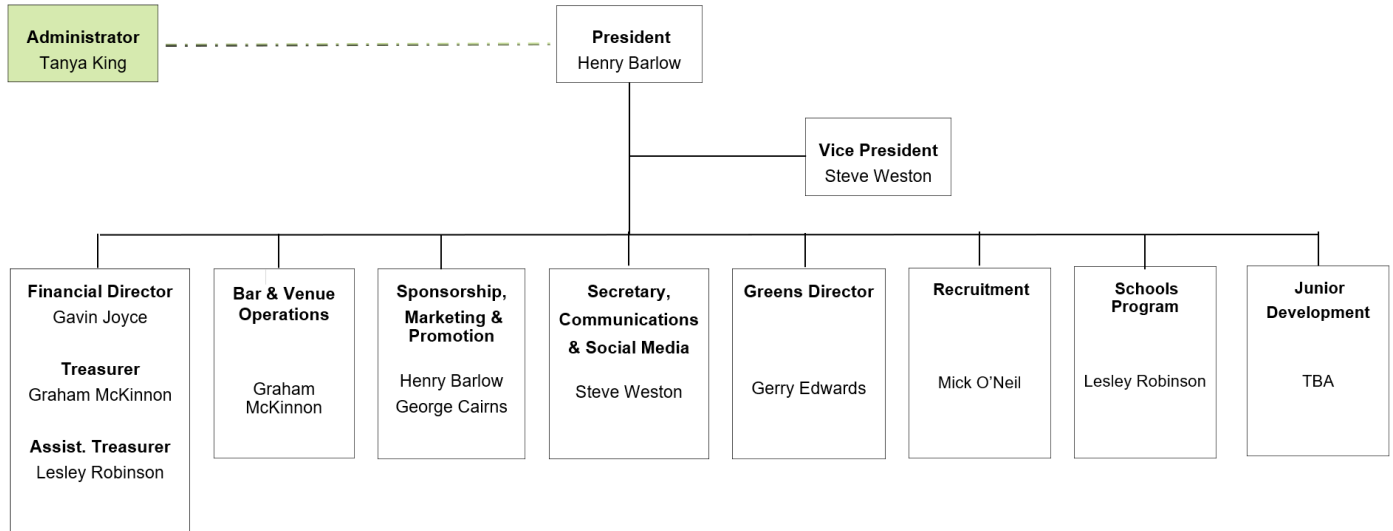 Administrator
Tanya King
President
Henry Barlow
Vice President
Steve Weston
Financial Director
Gavin Joyce
Treasurer
Graham McKinnon
Assist. Treasurer
Lesley Robinson
Bar & Venue
Operations
Graham
McKinnon
Sponsorship,
Marketing &
Promotion
Henry Barlow
George Cairns
Secretary,
Communications
& Social Media
Steve Weston
Greens Director
Gerry Edwards
Recruitment
Mick O’Neil
Schools
Program
Lesley Robinson
Junior
Development
TBA